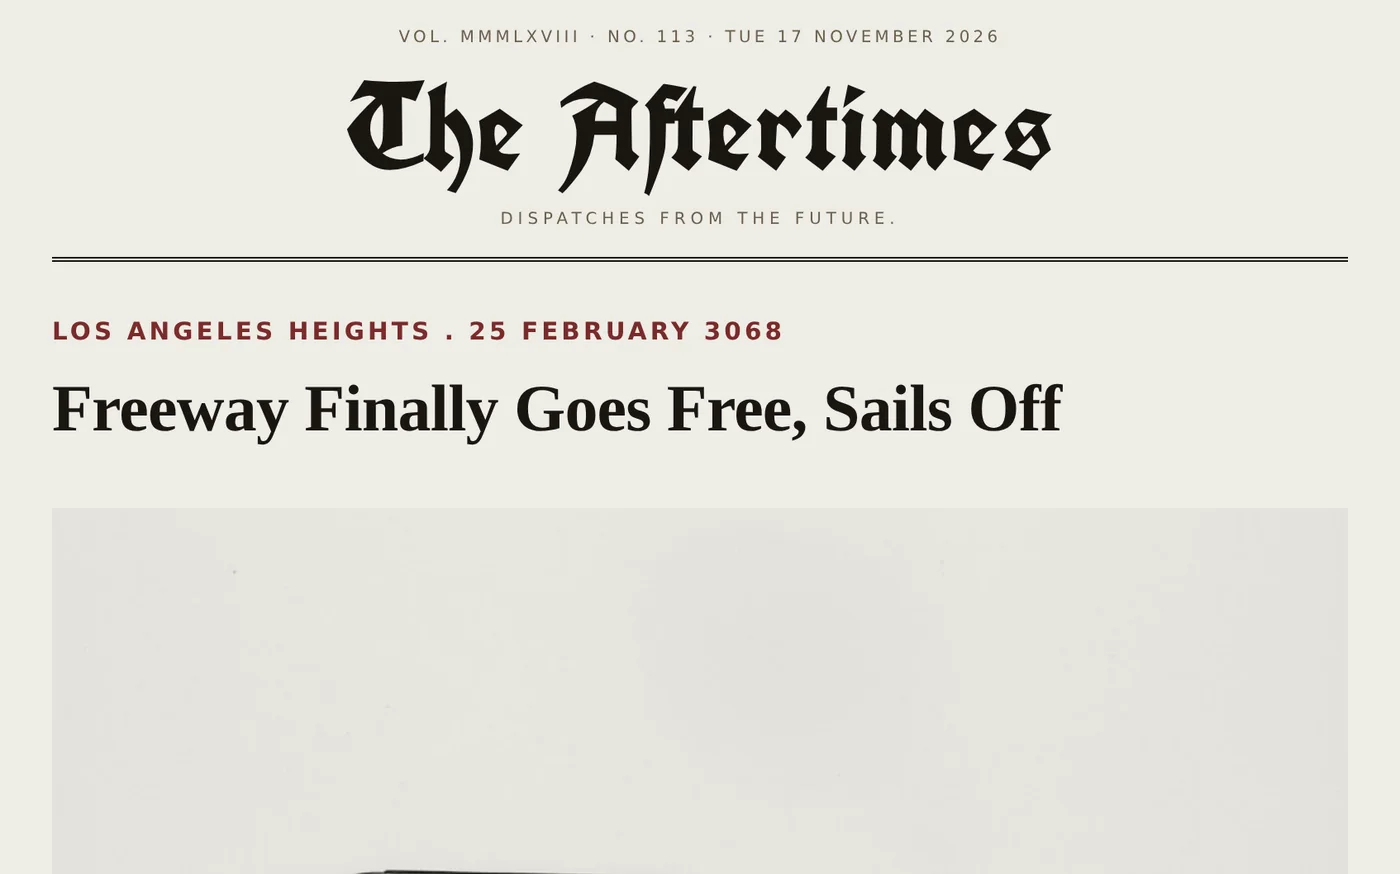 VOL. MMMLXVIII · NO. 113 · TUE 17 NOVEMBER 2026
The Aftertimes
DISPATCHES FROM THE FUTURE.
LOS ANGELES HEIGHTS . 25 FEBRUARY 3068
Freeway Finally Goes Free, Sails Off